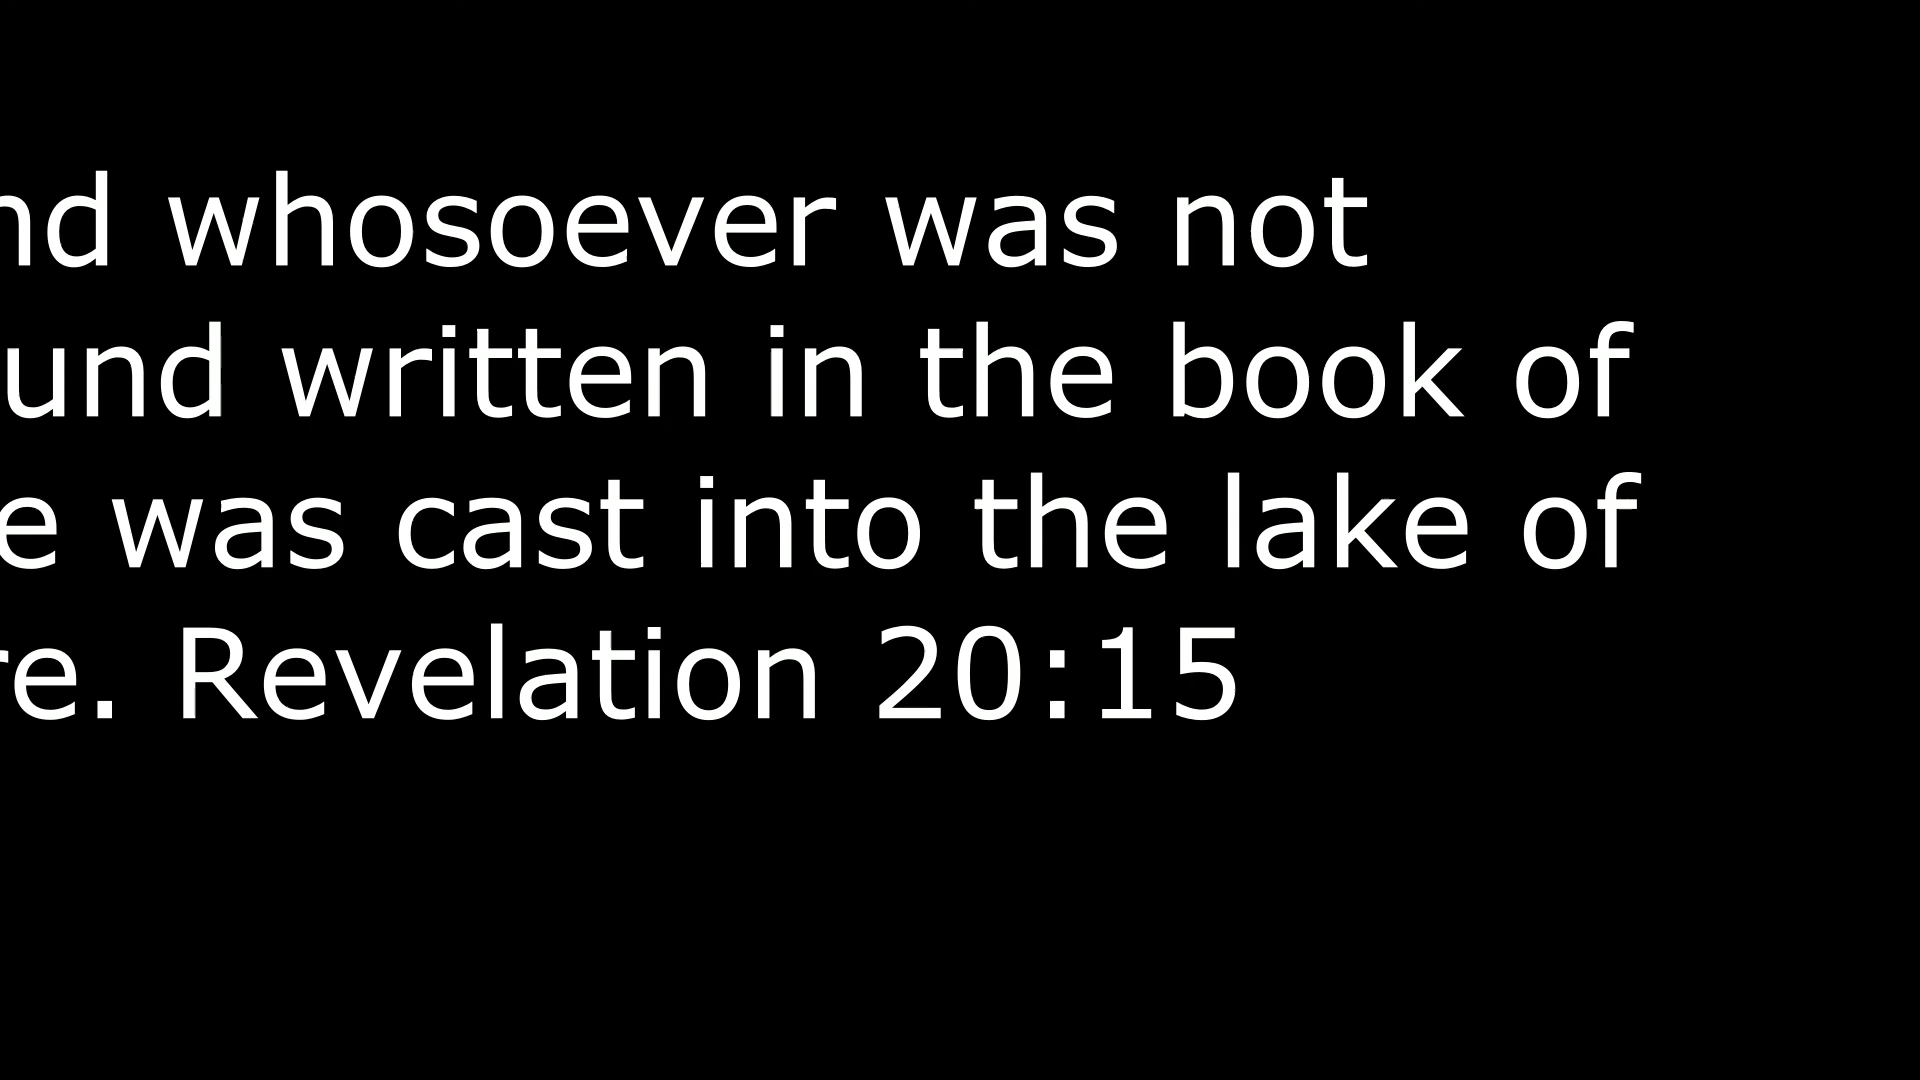 nd whosoever was not
und written in the book of
e was cast into the lake of
re. Revelation 20:15